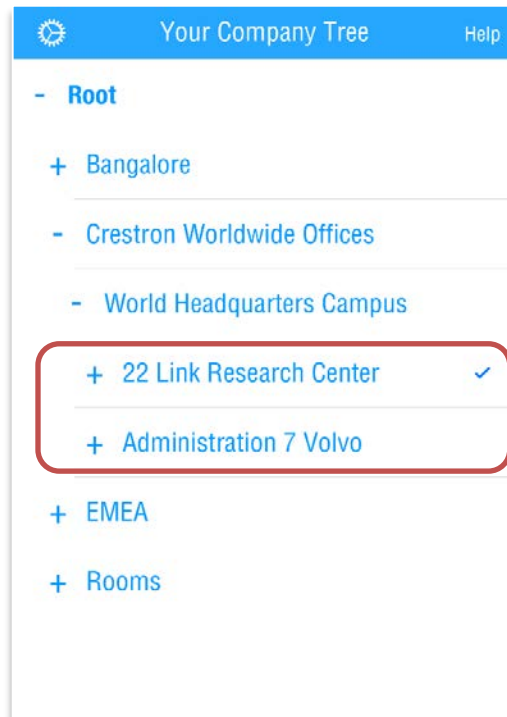 Your Company Tree Help
- Root
+ Bangalore
- Crestron Worldwide Offices
- World Headquarters Campus
+ 22 Link Research Center
+ Administration 7 Volvo
+ EMEA
+ Rooms